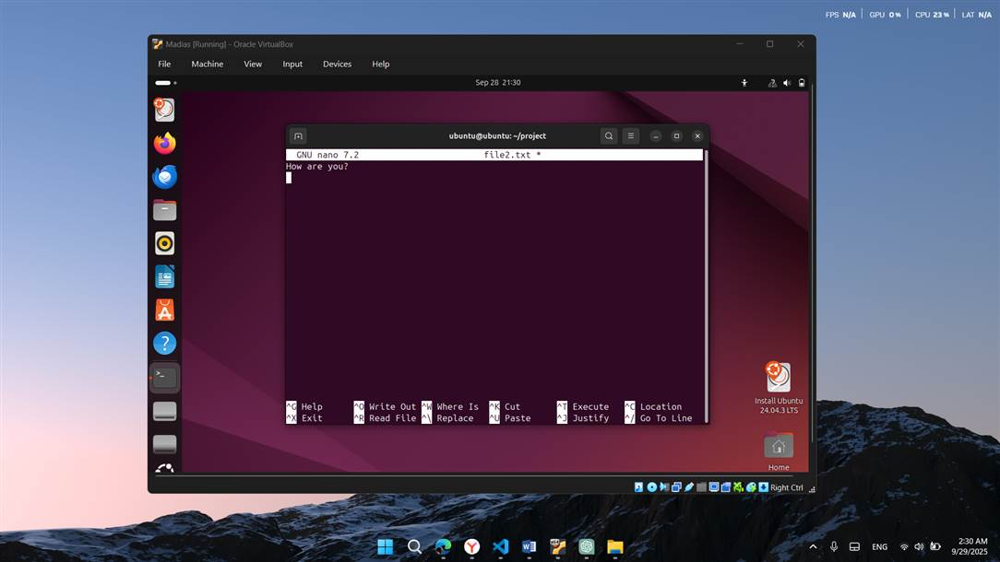 FPS N/A GPU 0% CPU 23% LAT N/A
Madias [Running] - Oracle VirtualBox
File Machine View Input Devices Help
Sep 28 21:30
ubuntu@ubuntu: ~/project
GNU nano 7.2 file2.txt *
How are you?
^G Help ^O Write Out ^W Where Is ^K Cut ^T Execute ^C Location
^X Exit ^R Read File ^\ Replace ^U Paste ^J Justify ^/ Go To Line
Install Ubuntu
24.04.3 LTS
Home
Right Ctrl
ENG
2:30 AM
9/29/2025